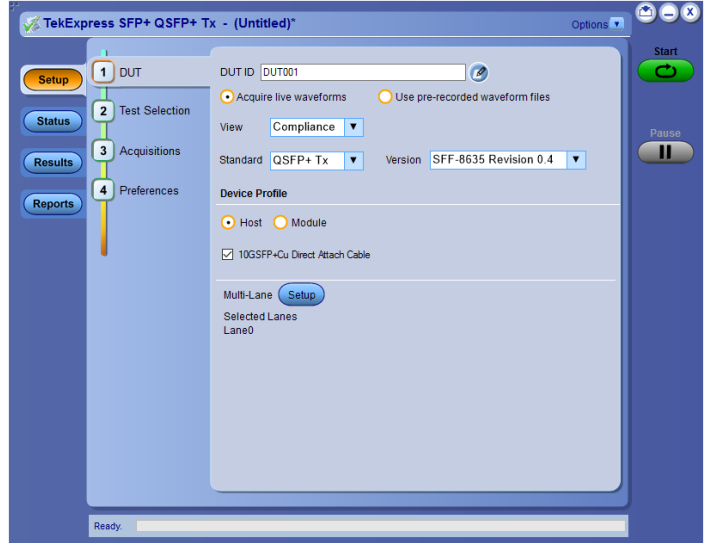 TekExpress SFP+ QSFP+ Tx - (Untitled)*
Options
Start
Pause
Setup
Status
Results
Reports
1 DUT
2 Test Selection
3 Acquisitions
4 Preferences
DUT ID DUT001
Acquire live waveforms Use pre-recorded waveform files
View Compliance
Standard QSFP+ Tx Version SFF-8635 Revision 0.4
Device Profile
Host Module
10GSFP+Cu Direct Attach Cable
Multi-Lane Setup
Selected Lanes
Lane0
Ready.